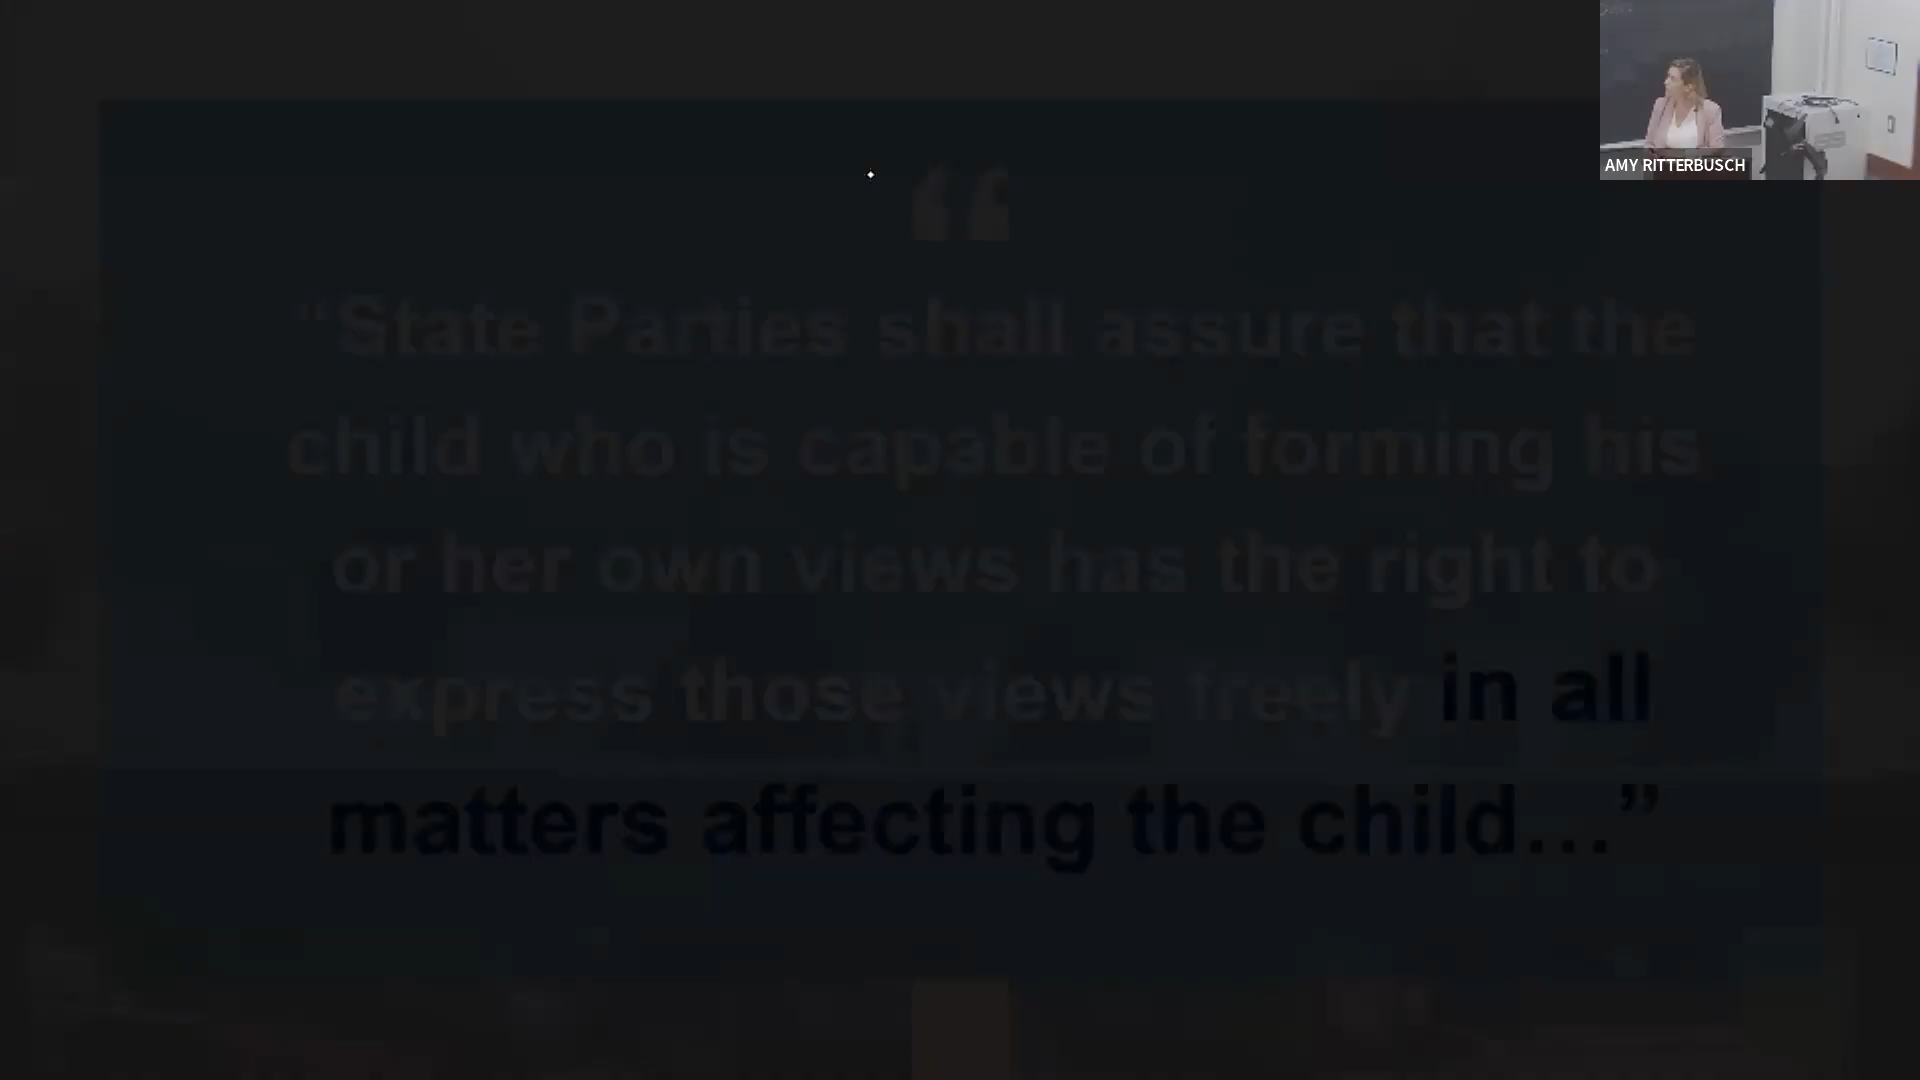 AMY RITTERBUSCH
“
“State Parties shall assure that the
child who is capable of forming his
or her own views has the right to
express those views freely in all
matters affecting the child...”